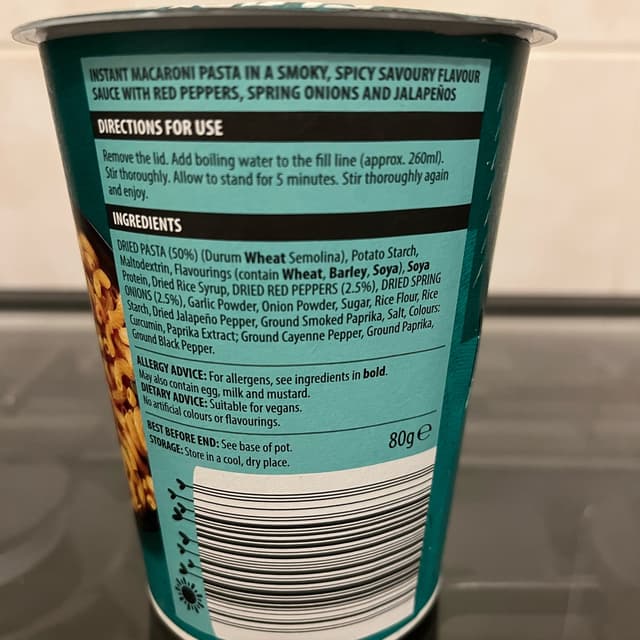 INSTANT MACARONI PASTA IN A SMOKY, SPICY SAVOURY FLAVOUR
SAUCE WITH RED PEPPERS, SPRING ONIONS AND JALAPEÑOS
DIRECTIONS FOR USE
Remove the lid. Add boiling water to the fill line (approx. 260ml).
Stir thoroughly. Allow to stand for 5 minutes. Stir thoroughly again
and enjoy.
INGREDIENTS
DRIED PASTA (50%) (Durum Wheat Semolina), Potato Starch,
Maltodextrin, Flavourings (contain Wheat, Barley, Soya), Soya
Protein, Dried Rice Syrup, DRIED RED PEPPERS (2.5%), DRIED SPRING
ONIONS (2.5%), Garlic Powder, Onion Powder, Sugar, Rice Flour, Rice
Starch, Dried Jalapeño Pepper, Ground Smoked Paprika, Salt, Colours:
Curcumin, Paprika Extract; Ground Cayenne Pepper, Ground Paprika,
Ground Black Pepper.
ALLERGY ADVICE: For allergens, see ingredients in bold.
May also contain egg, milk and mustard.
DIETARY ADVICE: Suitable for vegans.
No artificial colours or flavourings.
BEST BEFORE END: See base of pot.
STORAGE: Store in a cool, dry place.
80g℮